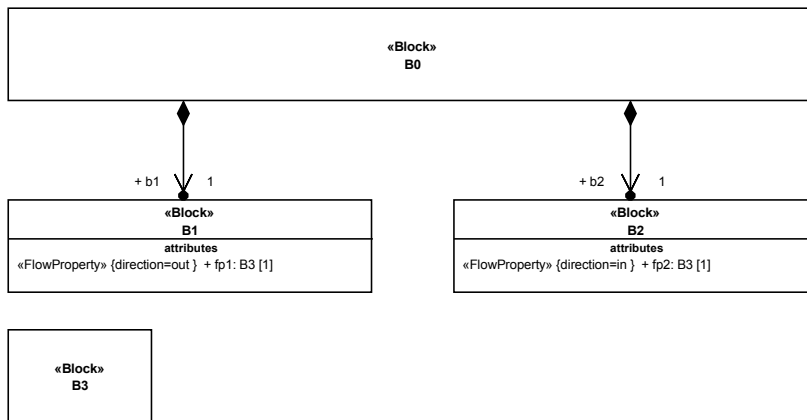 «Block»
B0
+ b1 1
+ b2 1
«Block»
B1
attributes
«FlowProperty» {direction=out } + fp1: B3 [1]
«Block»
B2
attributes
«FlowProperty» {direction=in } + fp2: B3 [1]
«Block»
B3